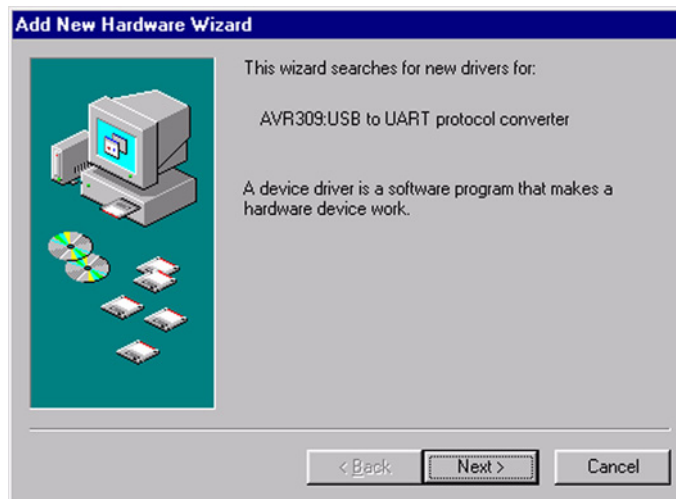 Add New Hardware Wizard
This wizard searches for new drivers for:
AVR309:USB to UART protocol converter
A device driver is a software program that makes a
hardware device work.
< Back
Next >
Cancel